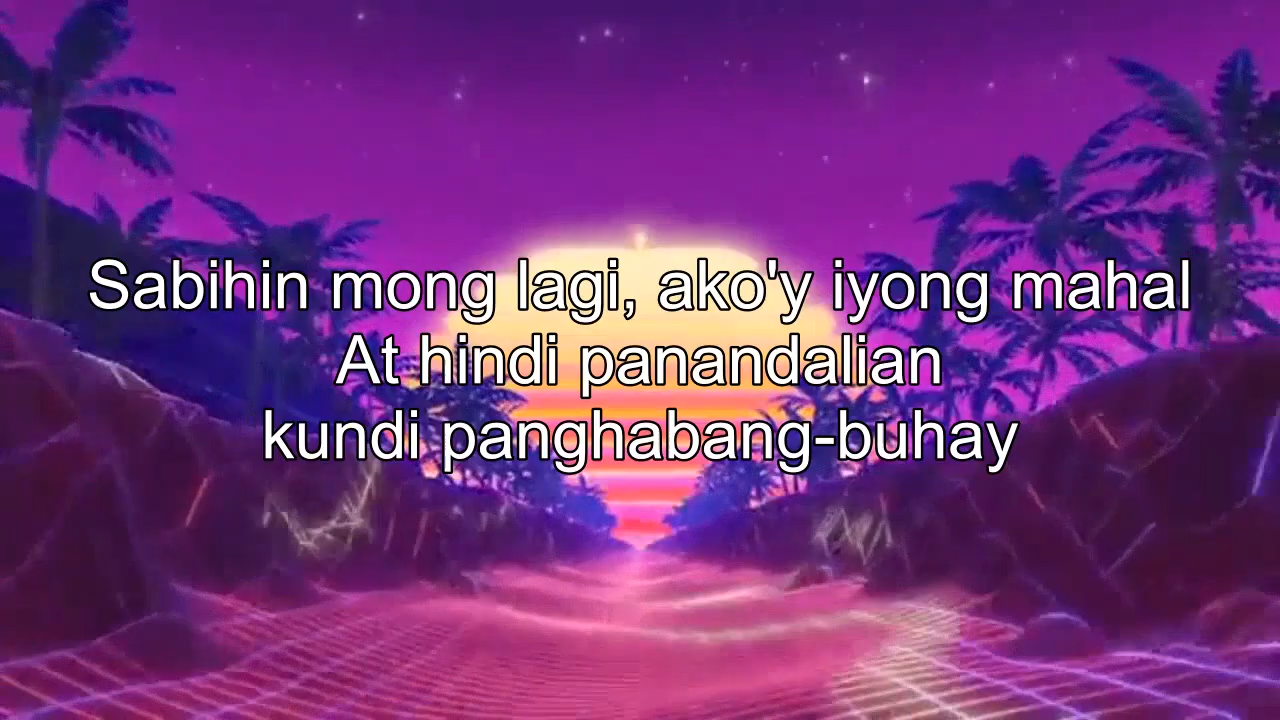 Sabihin mong lagi, ako'y iyong mahal
At hindi panandalian
kundi panghabang-buhay